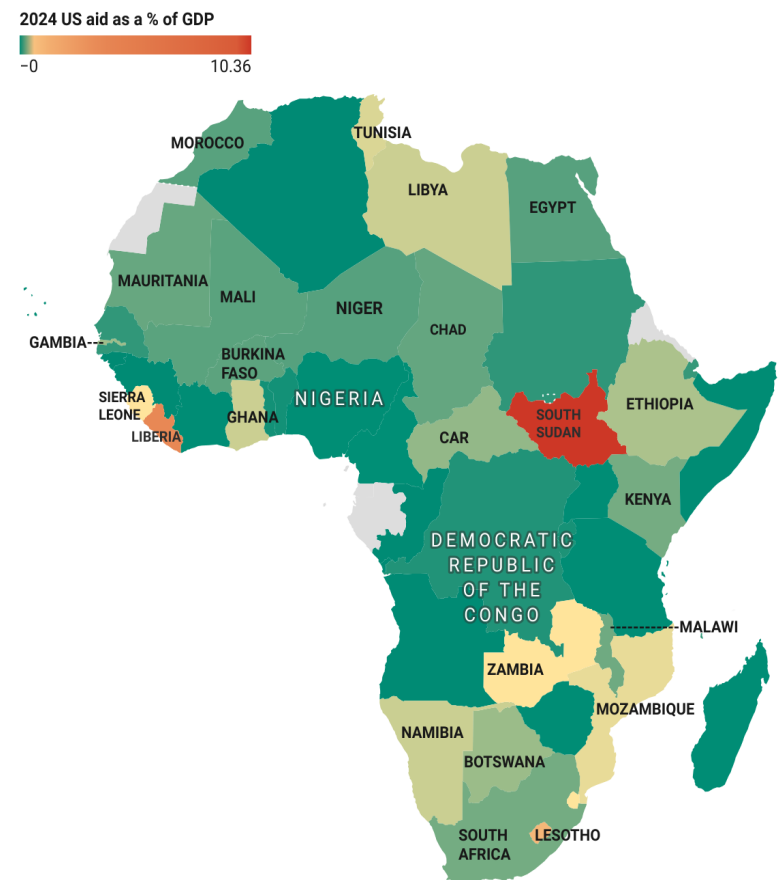 2024 US aid as a % of GDP
−0
10.36
MOROCCO
TUNISIA
LIBYA
EGYPT
MAURITANIA
MALI
NIGER
CHAD
GAMBIA
BURKINA
FASO
NIGERIA
SIERRA
LEONE
GHANA
LIBERIA
CAR
SOUTH
SUDAN
ETHIOPIA
KENYA
DEMOCRATIC
REPUBLIC
OF THE
CONGO
MALAWI
ZAMBIA
MOZAMBIQUE
NAMIBIA
BOTSWANA
SOUTH
AFRICA
LESOTHO